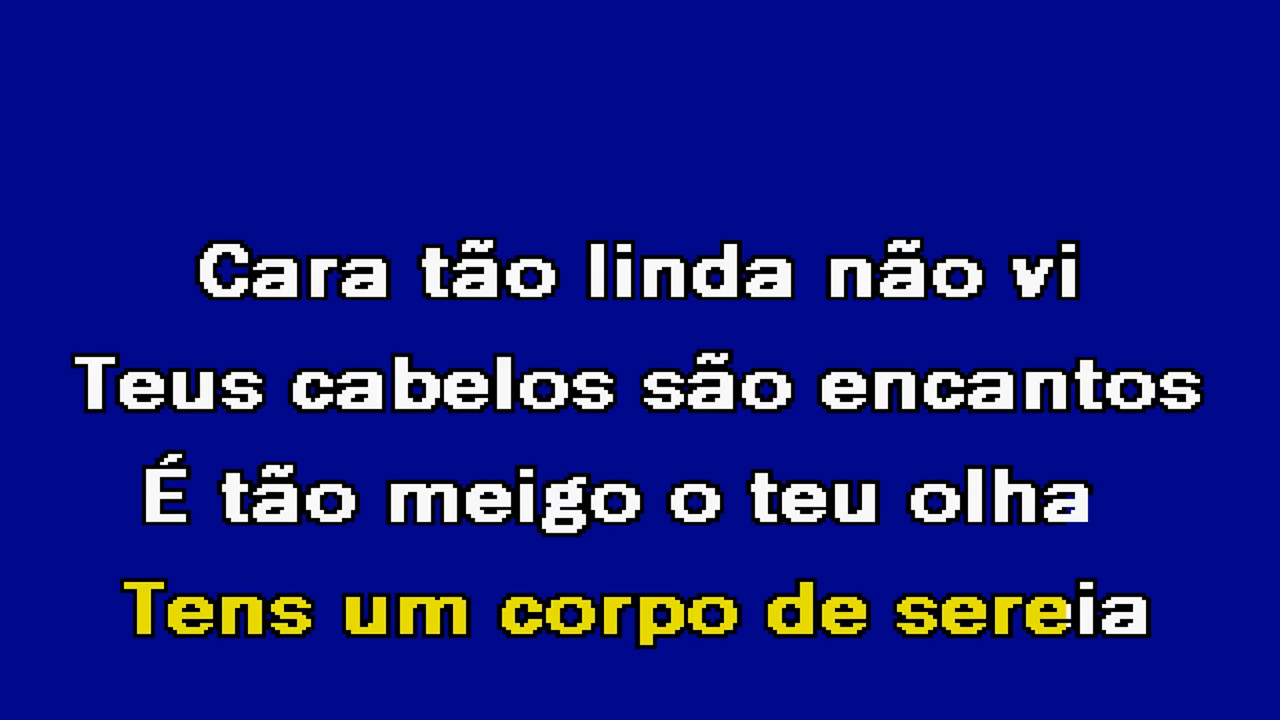 Cara tão linda não vi
Teus cabelos são encantos
É tão meigo o teu olha
Tens um corpo de sereia